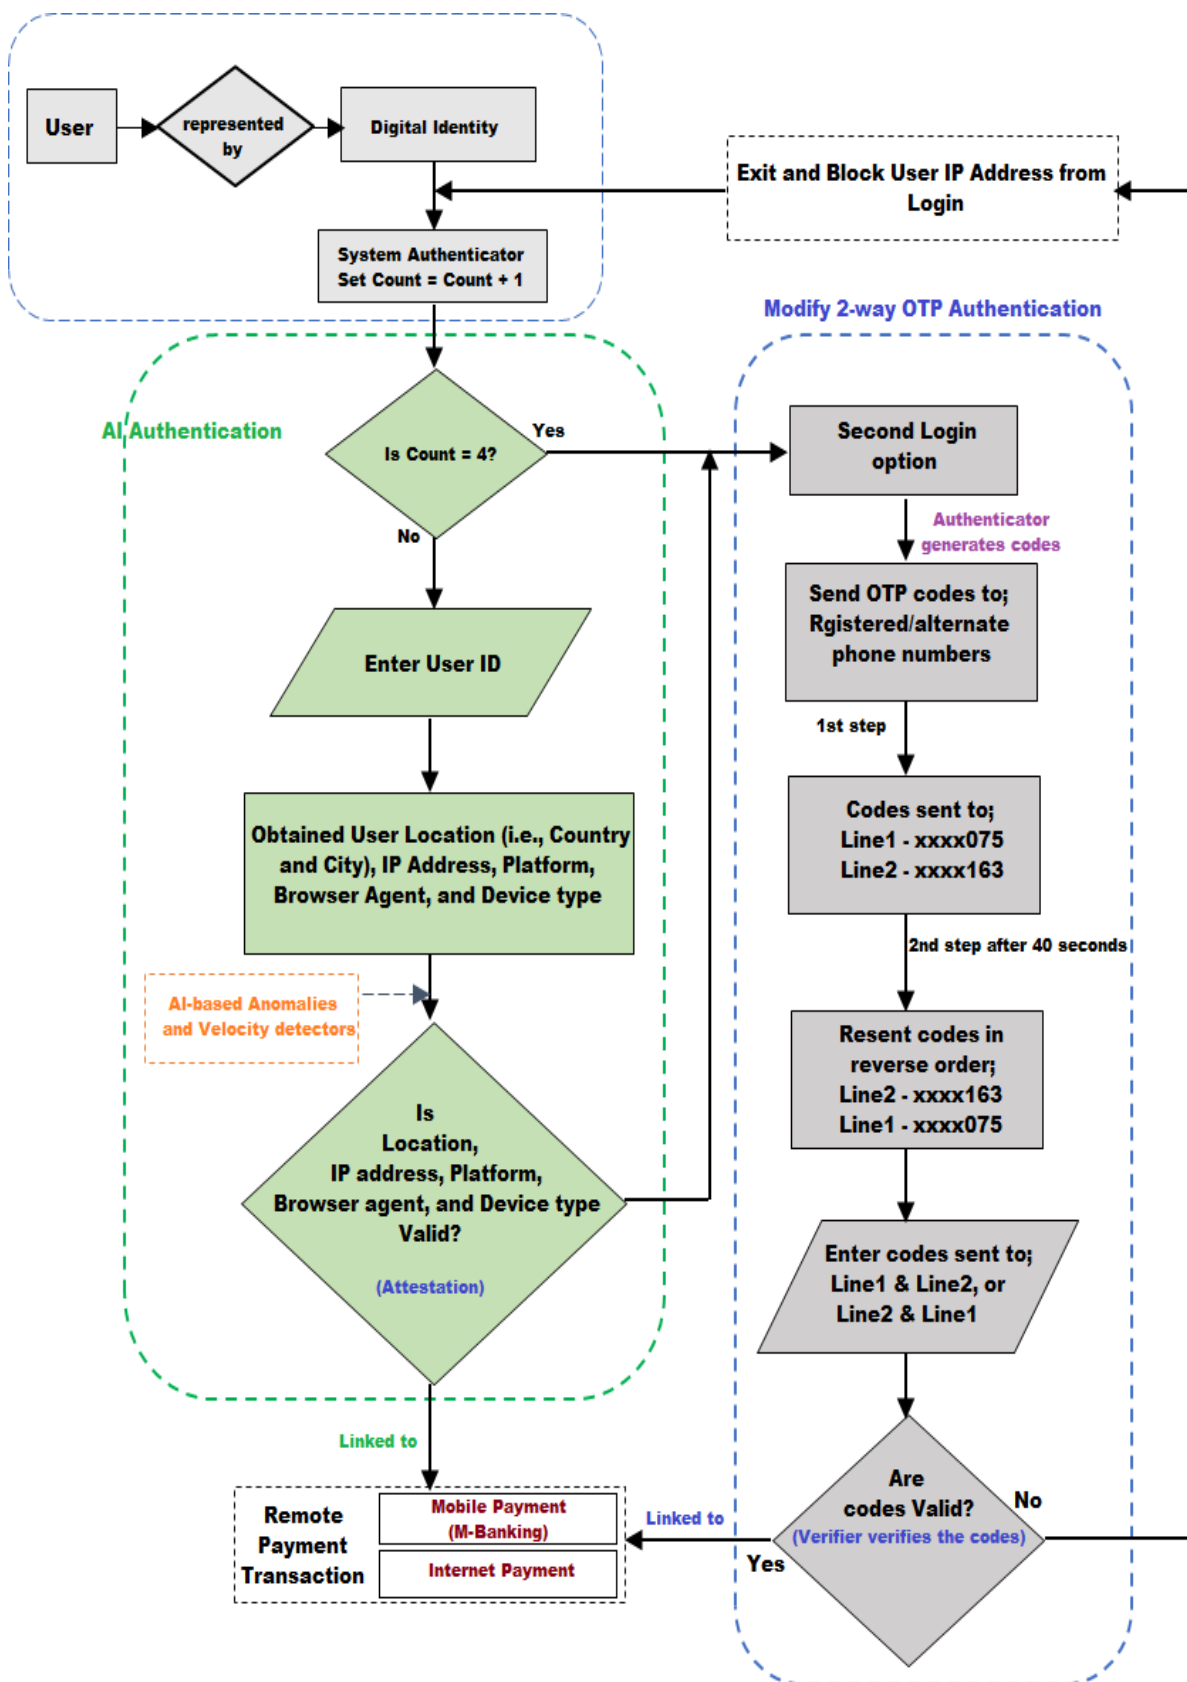 User
represented
by
Digital Identity
Exit and Block User IP Address from
Login
System Authenticator
Set Count = Count + 1
Modify 2-way OTP Authentication
AI Authentication
Is Count = 4?
Yes
No
Second Login
option
Authenticator
generates codes
Send OTP codes to;
Rgistered/alternate
phone numbers
Enter User ID
1st step
Codes sent to;
Line1 - xxxx075
Line2 - xxxx163
Obtained User Location (i.e., Country
and City), IP Address, Platform,
Browser Agent, and Device type
2nd step after 40 seconds
AI-based Anomalies
and Velocity detectors
Resent codes in
reverse order;
Line2 - xxxx163
Line1 - xxxx075
Is
Location,
IP address, Platform,
Browser agent, and Device type
Valid?
(Attestation)
Enter codes sent to;
Line1 & Line2, or
Line2 & Line1
Linked to
Remote
Payment
Transaction
Mobile Payment
(M-Banking)
Internet Payment
Linked to
Yes
Are
codes Valid?
(Verifier verifies the codes)
No